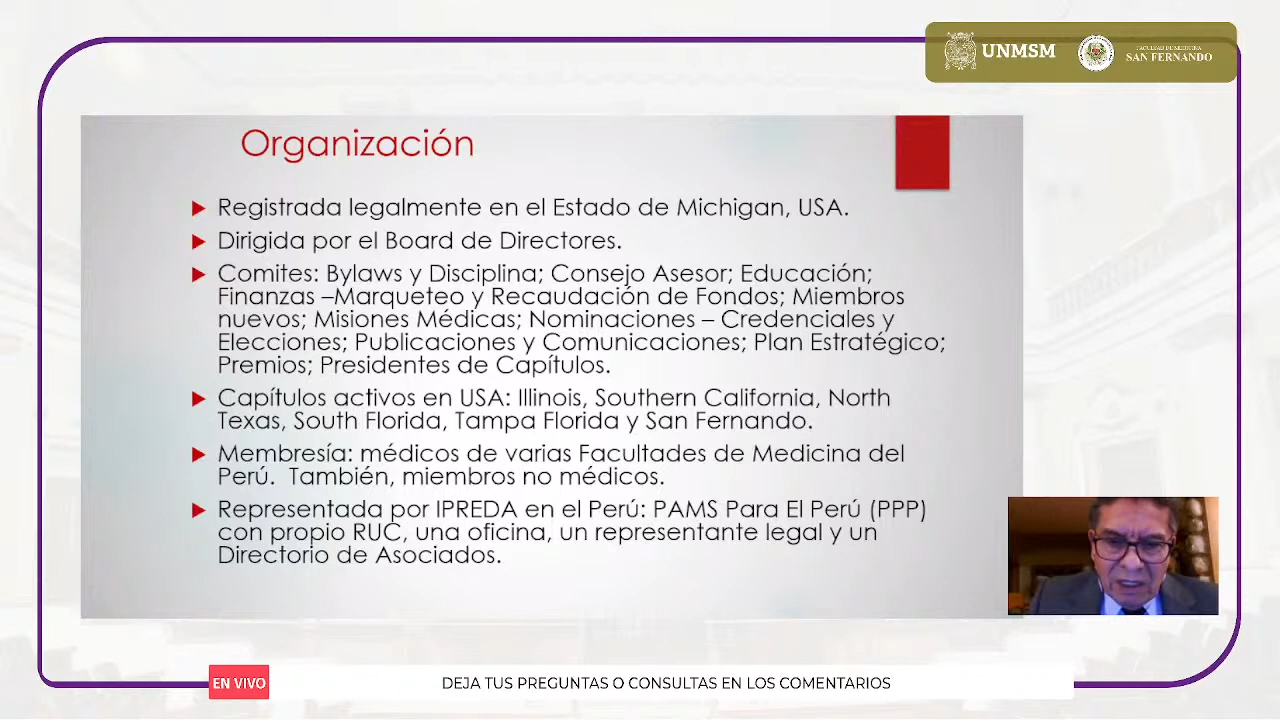 UNMSM
FACULTAD DE MEDICINA
SAN FERNANDO
Organización
Registrada legalmente en el Estado de Michigan, USA.
Dirigida por el Board de Directores.
Comites: Bylaws y Disciplina; Consejo Asesor; Educación;
Finanzas –Marqueteo y Recaudación de Fondos; Miembros
nuevos; Misiones Médicas; Nominaciones – Credenciales y
Elecciones; Publicaciones y Comunicaciones; Plan Estratégico;
Premios; Presidentes de Capítulos.
Capítulos activos en USA: Illinois, Southern California, North
Texas, South Florida, Tampa Florida y San Fernando.
Membresía: médicos de varias Facultades de Medicina del
Perú. También, miembros no médicos.
Representada por IPREDA en el Perú: PAMS Para El Perú (PPP)
con propio RUC, una oficina, un representante legal y un
Directorio de Asociados.
EN VIVO
DEJA TUS PREGUNTAS O CONSULTAS EN LOS COMENTARIOS